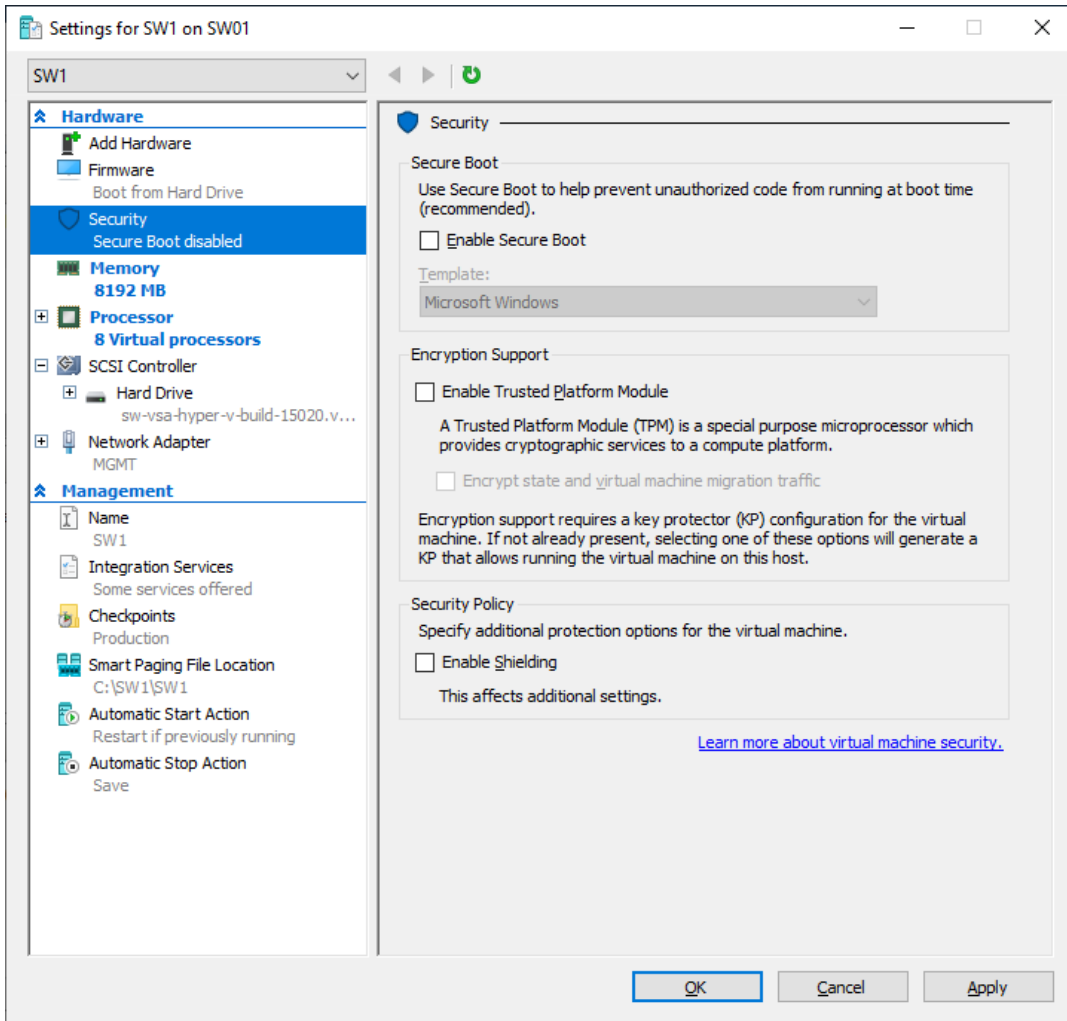 Settings for SW1 on SW01
SW1
Hardware
Add Hardware
Firmware
Boot from Hard Drive
Security
Secure Boot disabled
Memory
8192 MB
Processor
8 Virtual processors
SCSI Controller
Hard Drive
sw-vsa-hyper-v-build-15020.v...
Network Adapter
MGMT
Management
Name
SW1
Integration Services
Some services offered
Checkpoints
Production
Smart Paging File Location
C:\SW1\SW1
Automatic Start Action
Restart if previously running
Automatic Stop Action
Save
Security
Secure Boot
Use Secure Boot to help prevent unauthorized code from running at boot time
(recommended).
Enable Secure Boot
Template:
Microsoft Windows
Encryption Support
Enable Trusted Platform Module
A Trusted Platform Module (TPM) is a special purpose microprocessor which
provides cryptographic services to a compute platform.
Encrypt state and virtual machine migration traffic
Encryption support requires a key protector (KP) configuration for the virtual
machine. If not already present, selecting one of these options will generate a
KP that allows running the virtual machine on this host.
Security Policy
Specify additional protection options for the virtual machine.
Enable Shielding
This affects additional settings.
Learn more about virtual machine security.
OK
Cancel
Apply